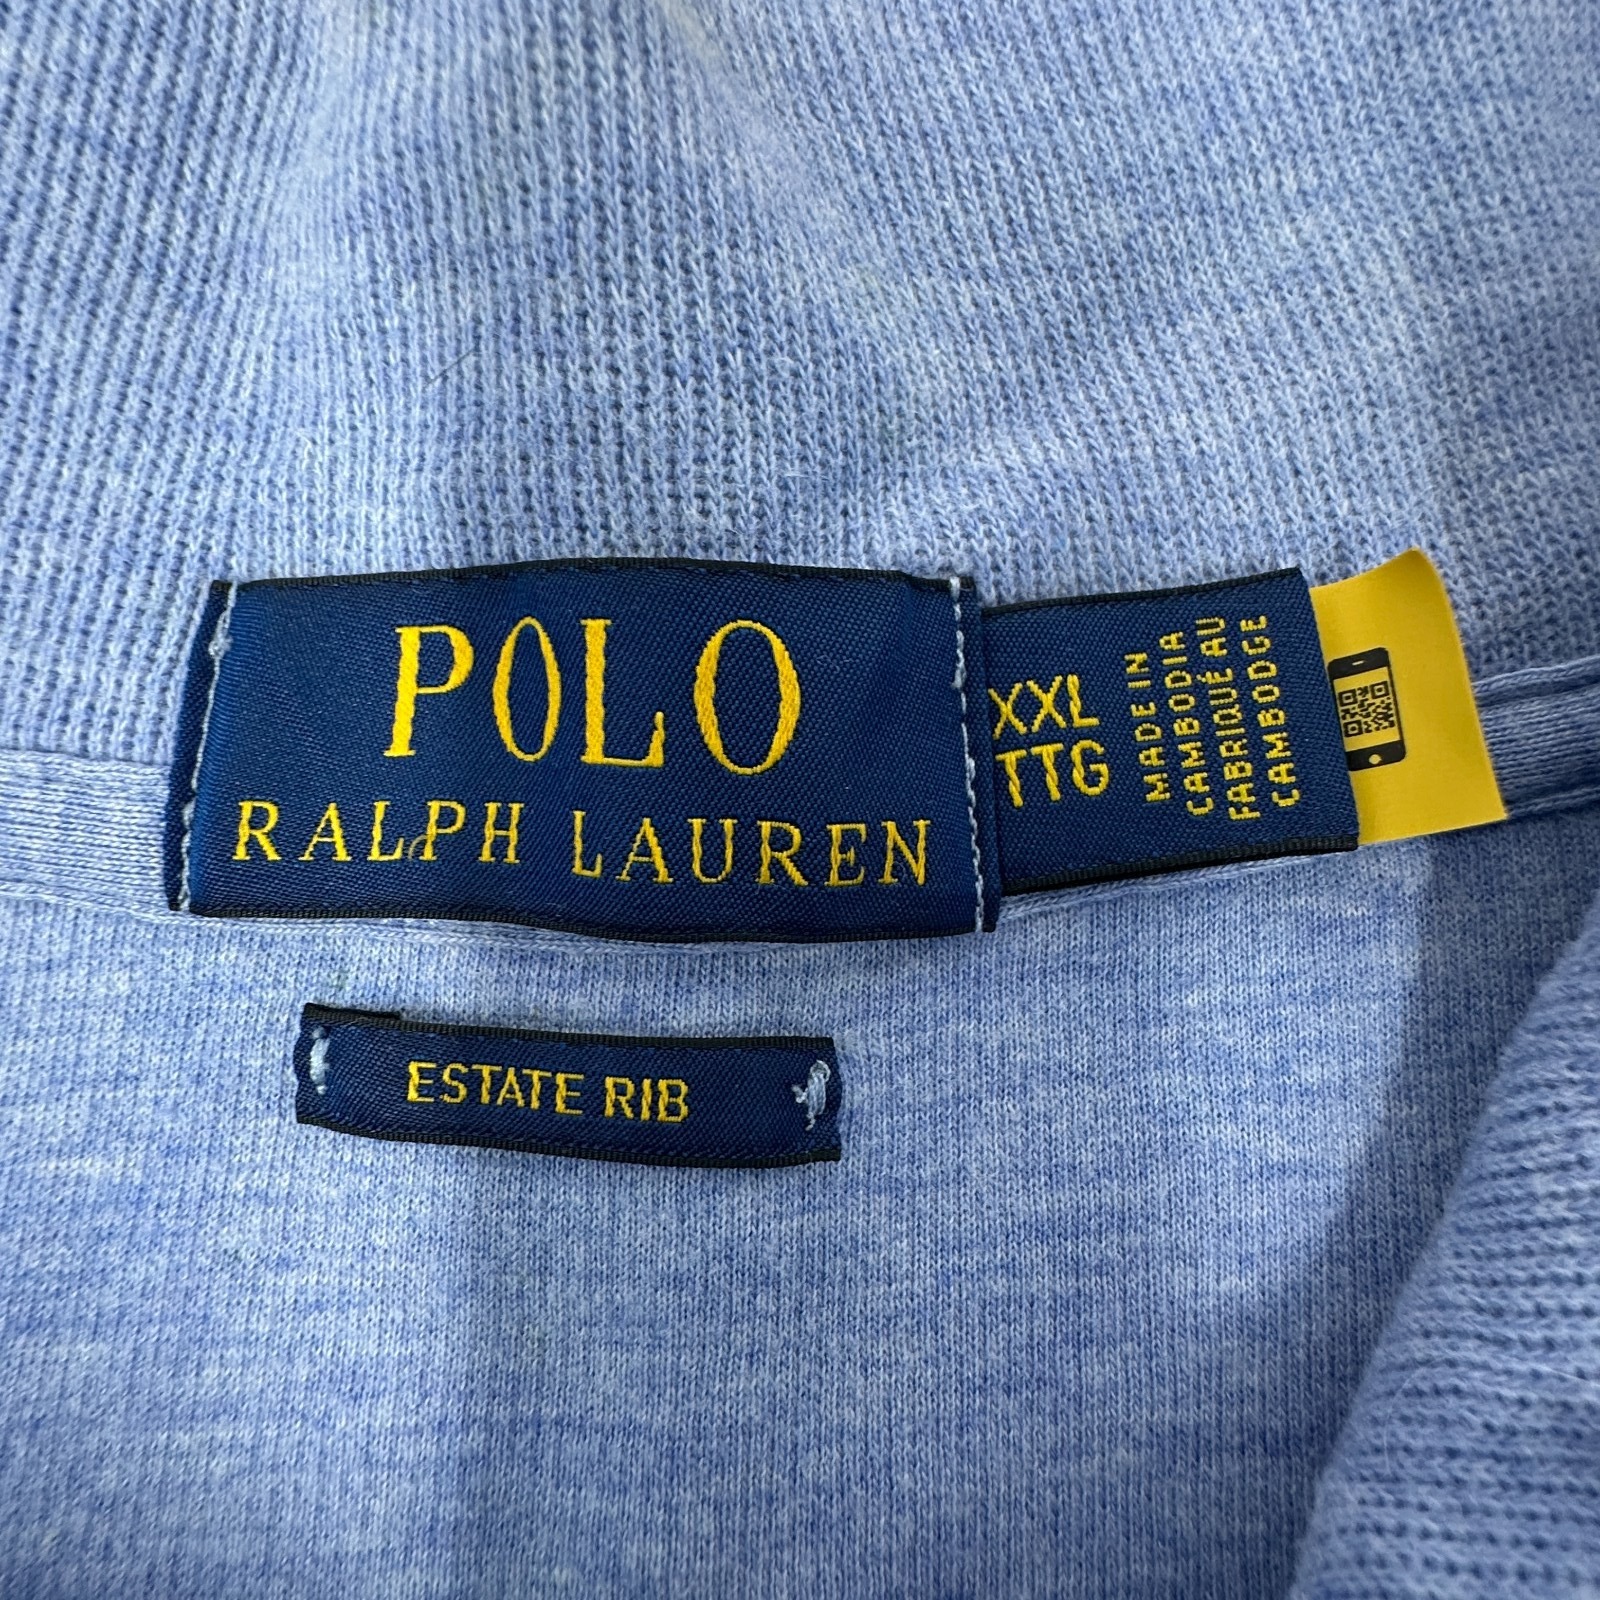 POLO
RALPH LAUREN
XXL
TTG
MADE IN
CAMBODIA
FABRIQUÉ AU
CAMBODGE
ESTATE RIB